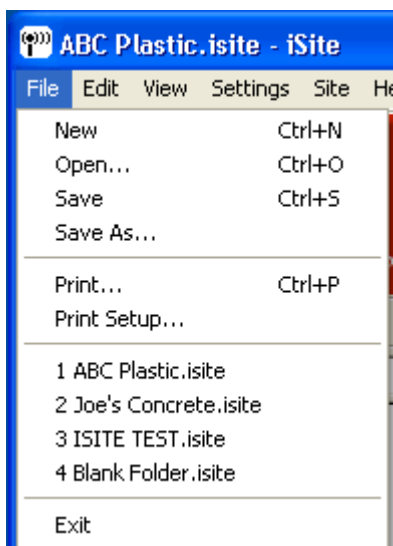 ABC Plastic.isite - iSite
File Edit View Settings Site
New Ctrl+N
Open... Ctrl+O
Save Ctrl+S
Save As...
Print... Ctrl+P
Print Setup...
1 ABC Plastic.isite
2 Joe's Concrete.isite
3 ISITE TEST.isite
4 Blank Folder.isite
Exit